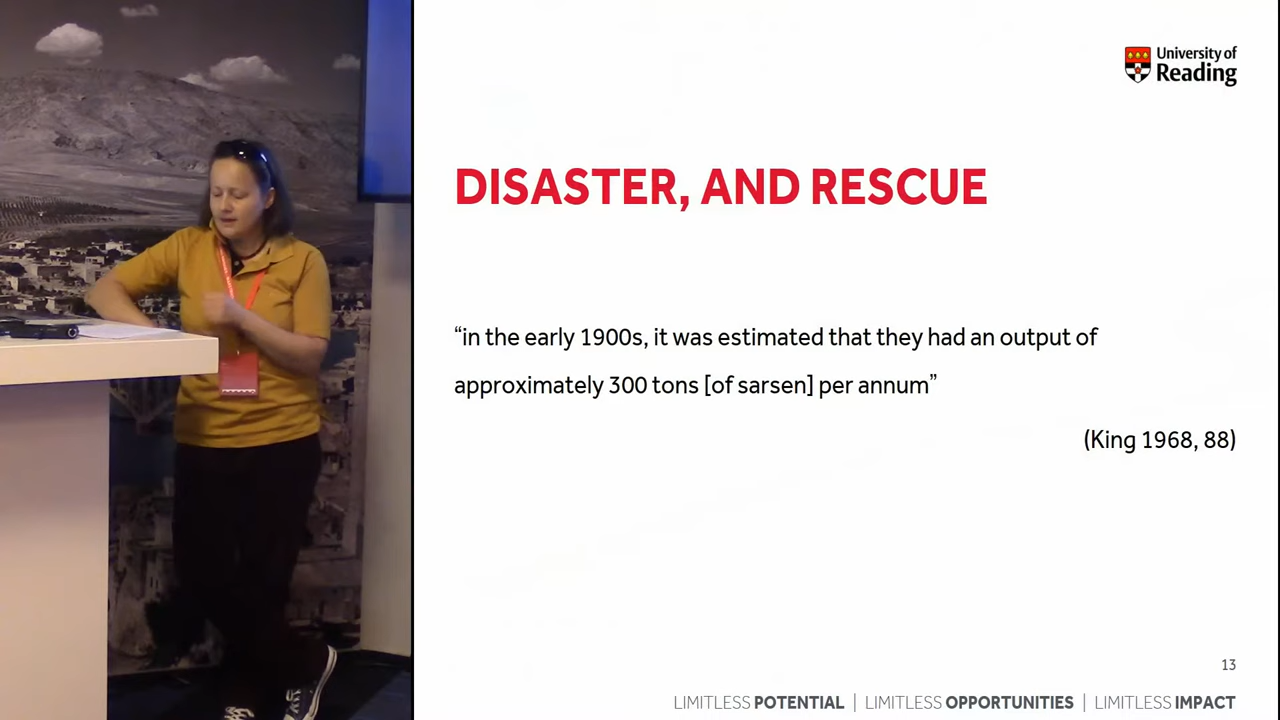 University of
Reading
DISASTER, AND RESCUE
“in the early 1900s, it was estimated that they had an output of
approximately 300 tons [of sarsen] per annum”
(King 1968, 88)
13
LIMITLESS POTENTIAL | LIMITLESS OPPORTUNITIES | LIMITLESS IMPACT